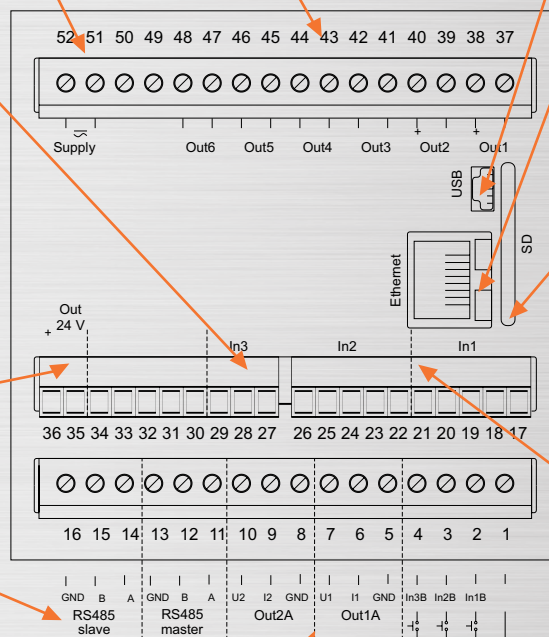 52 51 50 49 48 47 46 45 44 43 42 41 40 39 38 37
+ +
Supply Out6 Out5 Out4 Out3 Out2 Out1
USB
SD
Ethernet
Out
+ 24 V
In3 In2 In1
36 35 34 33 32 31 30 29 28 27 26 25 24 23 22 21 20 19 18 17
16 15 14 13 12 11 10 9 8 7 6 5 4 3 2 1
GND B A GND B A U2 I2 GND U1 I1 GND In3B In2B In1B
RS485 RS485 Out2A Out1A
slave master